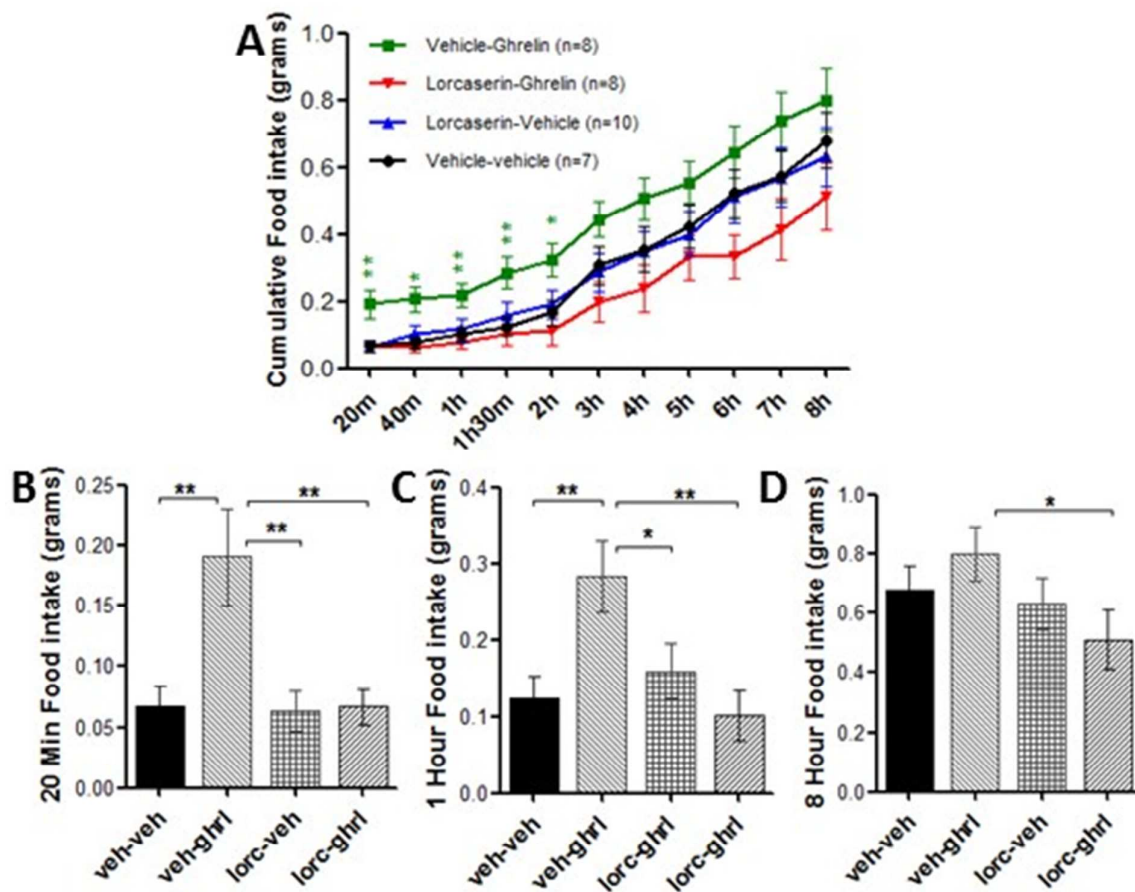 A
Cumulative Food intake (grams)
1.0
0.8
0.6
0.4
0.2
0.0
Vehicle-Ghrelin (n=8)
Lorcaserin-Ghrelin (n=8)
Lorcaserin-Vehicle (n=10)
Vehicle-vehicle (n=7)
** * ** ** *
20m 40m 1h 1h30m 2h 3h 4h 5h 6h 7h 8h
B
20 Min Food intake (grams)
0.25
0.20
0.15
0.10
0.05
0.00
** **
**
veh-veh veh-ghrl lorc-veh lorc-ghrl
C
1 Hour Food intake (grams)
0.4
0.3
0.2
0.1
0.0
** **
*
veh-veh veh-ghrl lorc-ghrl lorc-ghrl
D
8 Hour Food intake (grams)
1.0
0.8
0.6
0.4
0.2
0.0
*
veh-veh veh-ghrl lorc-veh lorc-ghrl